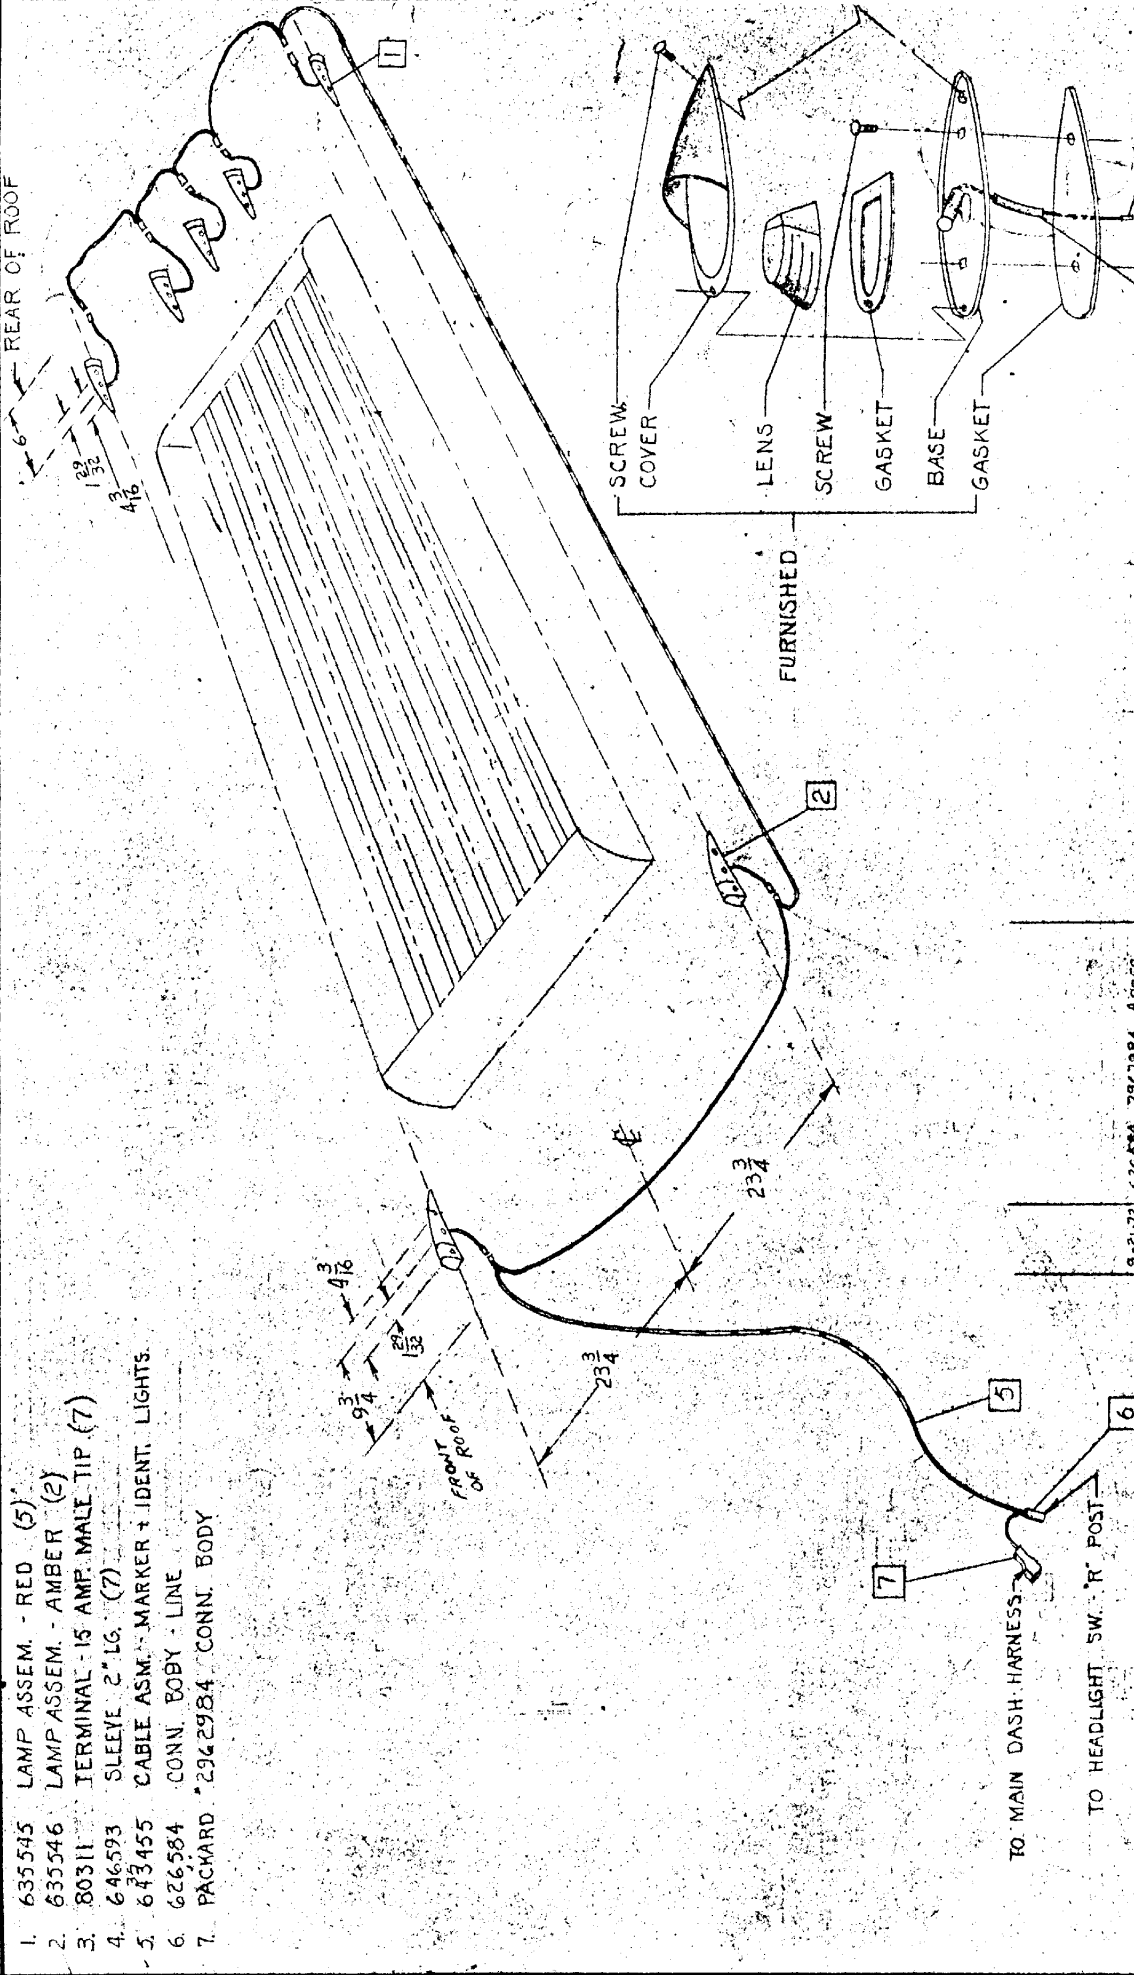 1. 635545 LAMP ASSEM. - RED (5)
2. 635546 LAMP ASSEM. - AMBER (2)
3. 80311 TERMINAL - 15 AMP. MALE TIP (7)
4. 646593 SLEEVE 2" LG. (7)
5. 643455 CABLE ASM. - MARKER + IDENT. LIGHTS
6. 626584 CONN. BODY - LINE
7. PACKARD "2962984 CONN. BODY
6
REAR OF ROOF
1 29/32
4 3/16
1
4 3/16
1 29/32
9 3/4
FRONT
OF ROOF
23 3/4
℄
23 3/4
2
5
6
7
TO MAIN DASH HARNESS
TO HEADLIGHT SW. "R" POST
FURNISHED
SCREW
COVER
LENS
SCREW
GASKET
BASE
GASKET